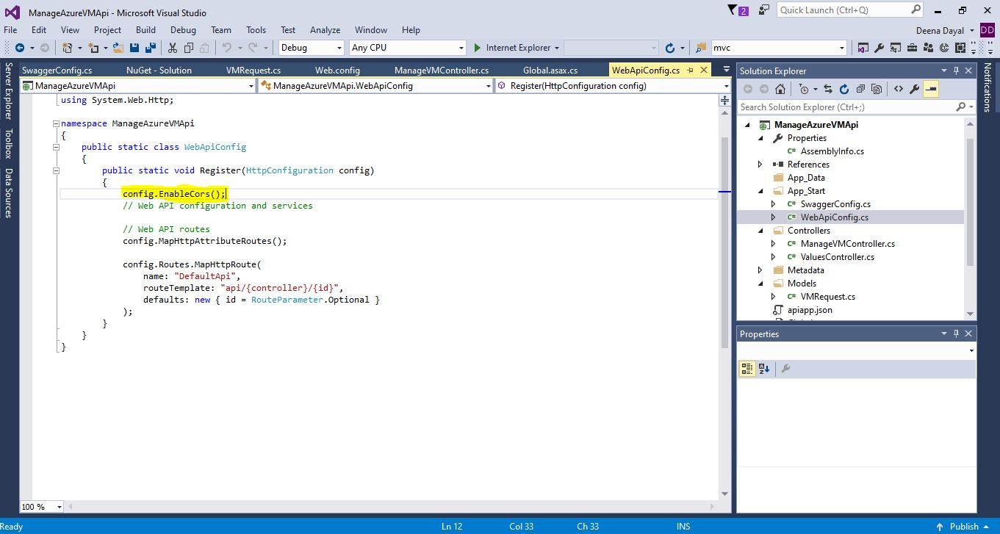 ManageAzureVMApi - Microsoft Visual Studio
2
Quick Launch (Ctrl+Q)
File Edit View Project Build Debug Team Tools Test Analyze Window Help
Deena Dayal DD
Debug Any CPU Internet Explorer mvc
SwaggerConfig.cs NuGet - Solution VMRequest.cs Web.config ManageVMController.cs Global.asax.cs WebApiConfig.cs
ManageAzureVMApi ManageAzureVMApi.WebApiConfig Register(HttpConfiguration config)
Server Explorer
Toolbox
Data Sources
using System.Web.Http;
namespace ManageAzureVMApi
{
public static class WebApiConfig
{
public static void Register(HttpConfiguration config)
{
config.EnableCors();
// Web API configuration and services
// Web API routes
config.MapHttpAttributeRoutes();
config.Routes.MapHttpRoute(
name: "DefaultApi",
routeTemplate: "api/{controller}/{id}",
defaults: new { id = RouteParameter.Optional }
);
}
}
}
100 %
Solution Explorer
Search Solution Explorer (Ctrl+;)
ManageAzureVMApi
Properties
C# AssemblyInfo.cs
References
App_Data
App_Start
C# SwaggerConfig.cs
C# WebApiConfig.cs
Controllers
C# ManageVMController.cs
C# ValuesController.cs
Metadata
Models
C# VMRequest.cs
apiapp.json
Properties
Notifications
Ready Ln 12 Col 33 Ch 33 INS Publish